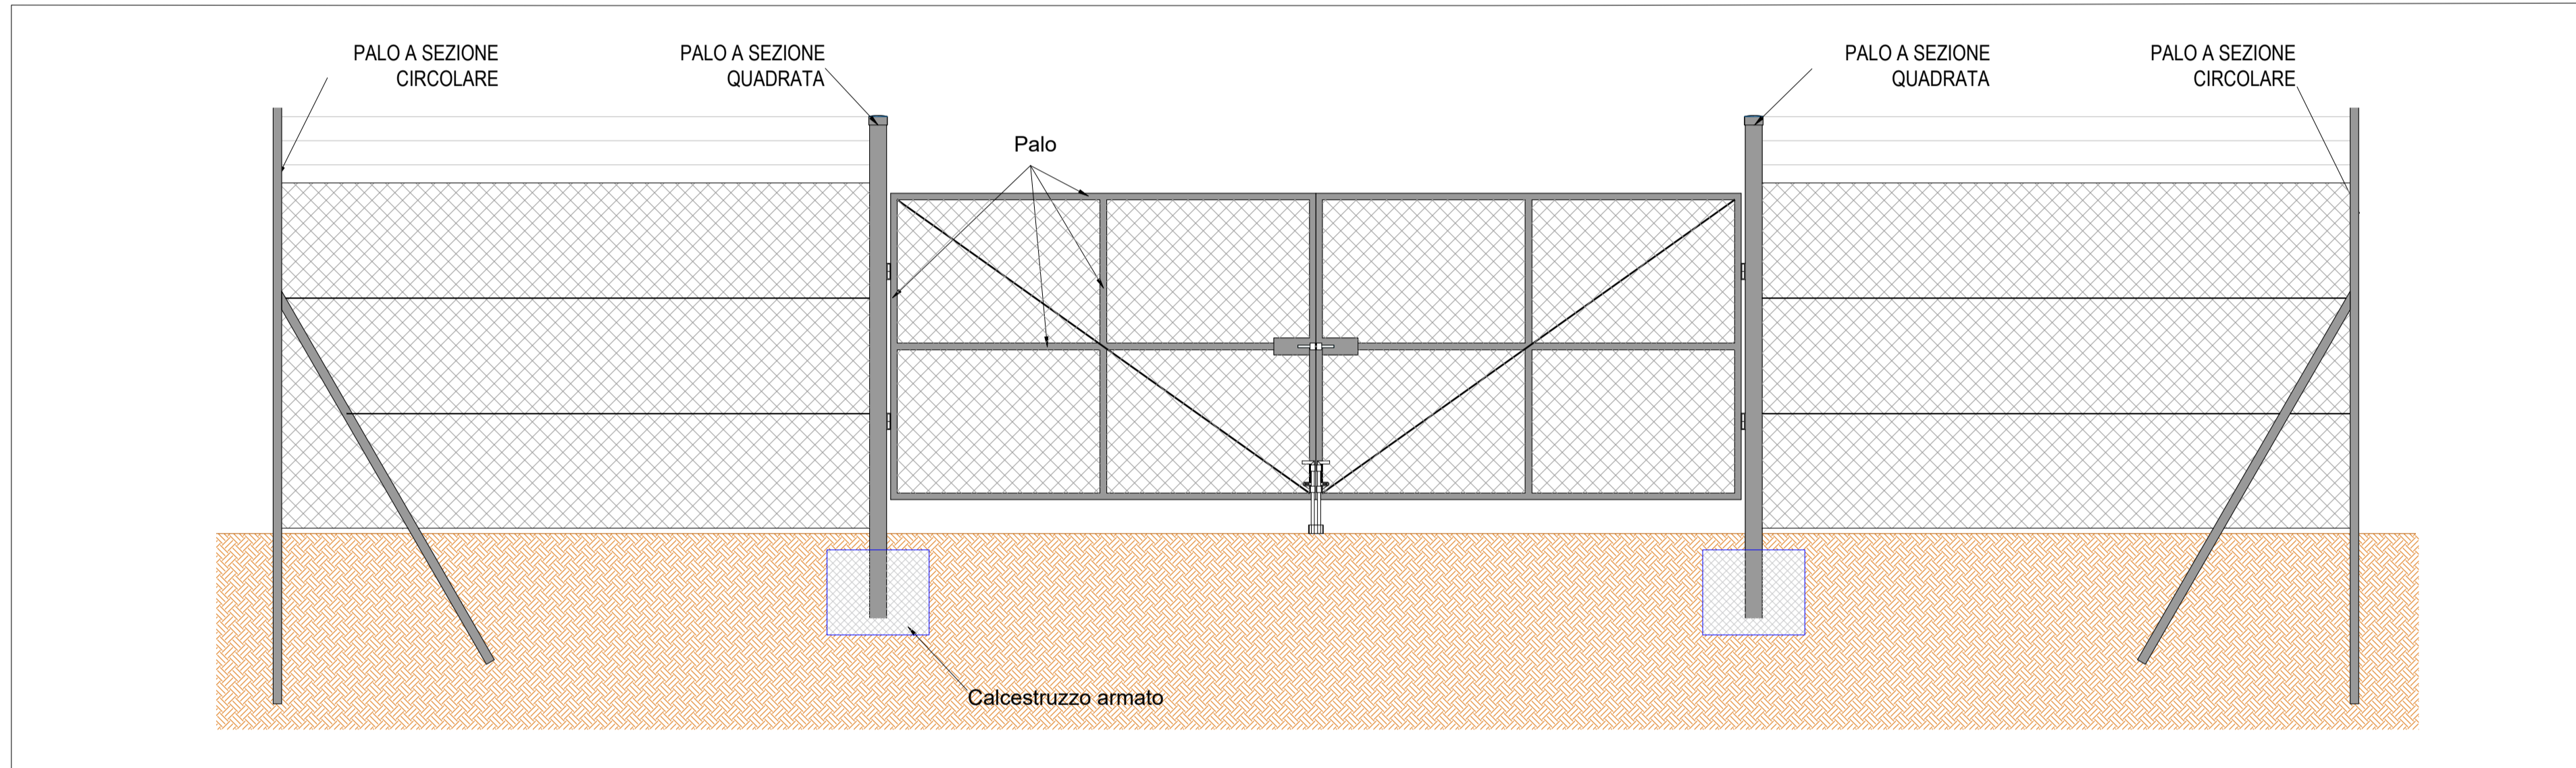 PALO A SEZIONE
CIRCOLARE
PALO A SEZIONE
QUADRATA
PALO A SEZIONE
QUADRATA
PALO A SEZIONE
CIRCOLARE
Palo
Calcestruzzo armato